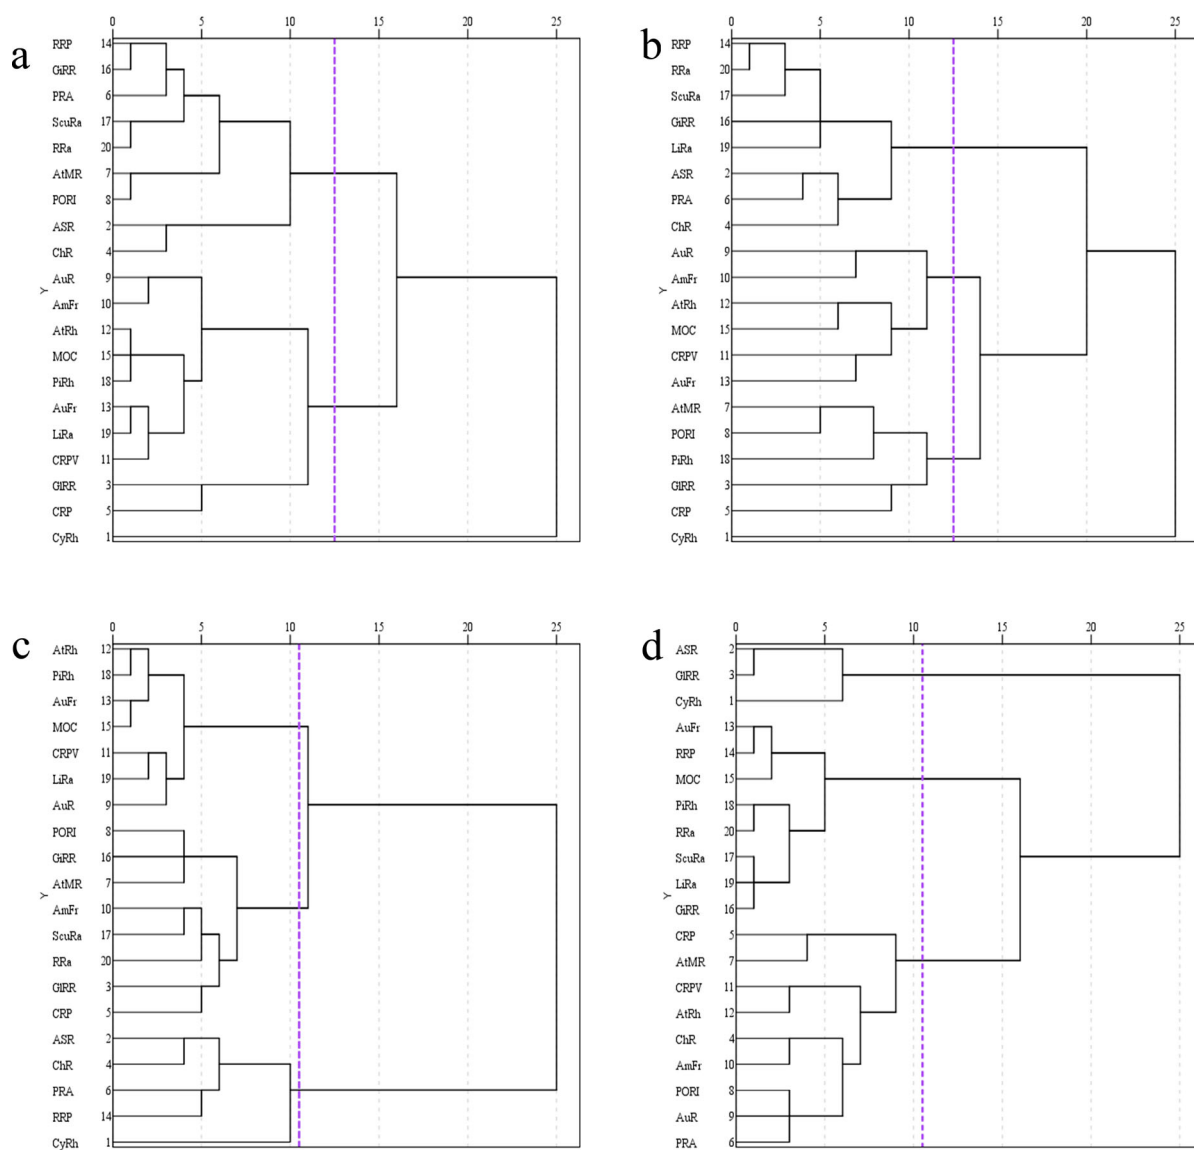 a
0 5 10 15 20 25
RRP 14
GiRR 16
PRA 6
ScuRa 17
RRa 20
AtMR 7
PORI 8
ASR 2
ChR 4
AuR 9
Y
AmFr 10
AtRh 12
MOC 15
PiRh 18
AuFr 13
LiRa 19
CRPV 11
GlRR 3
CRP 5
CyRh 1
b
0 5 10 15 20 25
RRP 14
RRa 20
ScuRa 17
GiRR 16
LiRa 19
ASR 2
PRA 6
ChR 4
AuR 9
Y
AmFr 10
AtRh 12
MOC 15
CRPV 11
AuFr 13
AtMR 7
PORI 8
PiRh 18
GlRR 3
CRP 5
CyRh 1
c
0 5 10 15 20 25
AtRh 12
PiRh 18
AuFr 13
MOC 15
CRPV 11
LiRa 19
AuR 9
PORI 8
GiRR 16
AtMR 7
Y
AmFr 10
ScuRa 17
RRa 20
GlRR 3
CRP 5
ASR 2
ChR 4
PRA 6
RRP 14
CyRh 1
d
0 5 10 15 20 25
ASR 2
GlRR 3
CyRh 1
AuFr 13
RRP 14
MOC 15
PiRh 18
RRa 20
ScuRa 17
LiRa 19
Y
GiRR 16
CRP 5
AtMR 7
CRPV 11
AtRh 12
ChR 4
AmFr 10
PORI 8
AuR 9
PRA 6